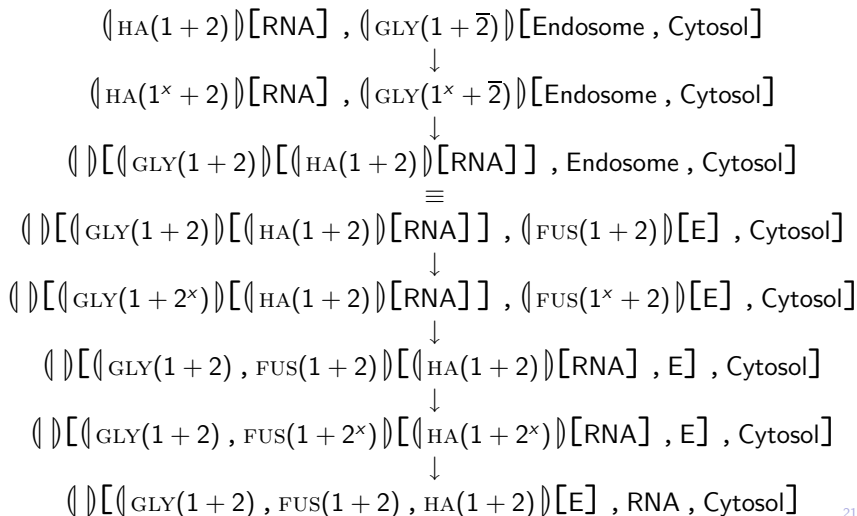 ⦇HA(1 + 2)⦈[RNA] , ⦇GLY(1 + 2̅)⦈[Endosome , Cytosol]
↓
⦇HA(1ˣ + 2)⦈[RNA] , ⦇GLY(1ˣ + 2̅)⦈[Endosome , Cytosol]
↓
⦇ ⦈[⦇GLY(1 + 2)⦈[⦇HA(1 + 2)⦈[RNA] ] , Endosome , Cytosol]
≡
⦇ ⦈[⦇GLY(1 + 2)⦈[⦇HA(1 + 2)⦈[RNA] ] , ⦇FUS(1 + 2)⦈[E] , Cytosol]
↓
⦇ ⦈[⦇GLY(1 + 2ˣ)⦈[⦇HA(1 + 2)⦈[RNA] ] , ⦇FUS(1ˣ + 2)⦈[E] , Cytosol]
↓
⦇ ⦈[⦇GLY(1 + 2) , FUS(1 + 2)⦈[⦇HA(1 + 2)⦈[RNA] , E] , Cytosol]
↓
⦇ ⦈[⦇GLY(1 + 2) , FUS(1 + 2ˣ)⦈[⦇HA(1 + 2ˣ)⦈[RNA] , E] , Cytosol]
↓
⦇ ⦈[⦇GLY(1 + 2) , FUS(1 + 2) , HA(1 + 2)⦈[E] , RNA , Cytosol]
21